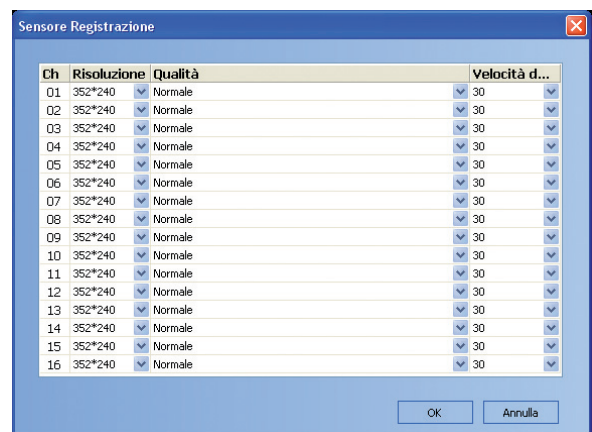 Sensore Registrazione
Ch Risoluzione Qualità Velocità d...
01 352*240 Normale 30
02 352*240 Normale 30
03 352*240 Normale 30
04 352*240 Normale 30
05 352*240 Normale 30
06 352*240 Normale 30
07 352*240 Normale 30
08 352*240 Normale 30
09 352*240 Normale 30
10 352*240 Normale 30
11 352*240 Normale 30
12 352*240 Normale 30
13 352*240 Normale 30
14 352*240 Normale 30
15 352*240 Normale 30
16 352*240 Normale 30
OK Annulla